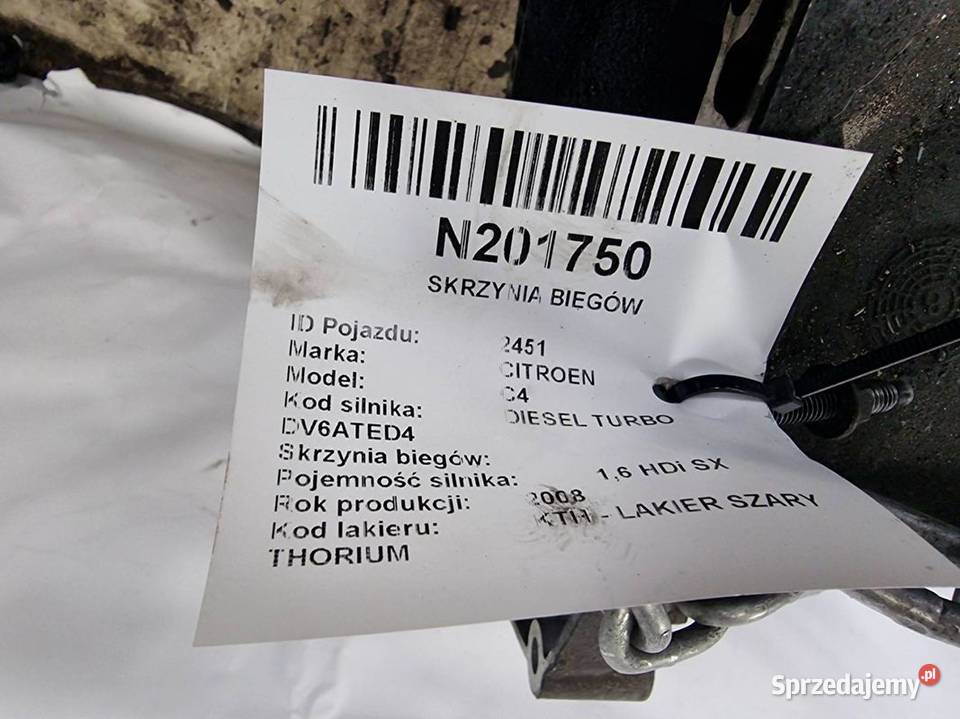 N201750
SKRZYNIA BIEGÓW
ID Pojazdu: 2451
Marka: CITROEN
Model: C4
Kod silnika: DIESEL TURBO
DV6ATED4
Skrzynia biegów:
Pojemność silnika: 1,6 HDi SX
Rok produkcji: 2008
Kod lakieru: KTH - LAKIER SZARY
THORIUM
Sprzedajemy.pl